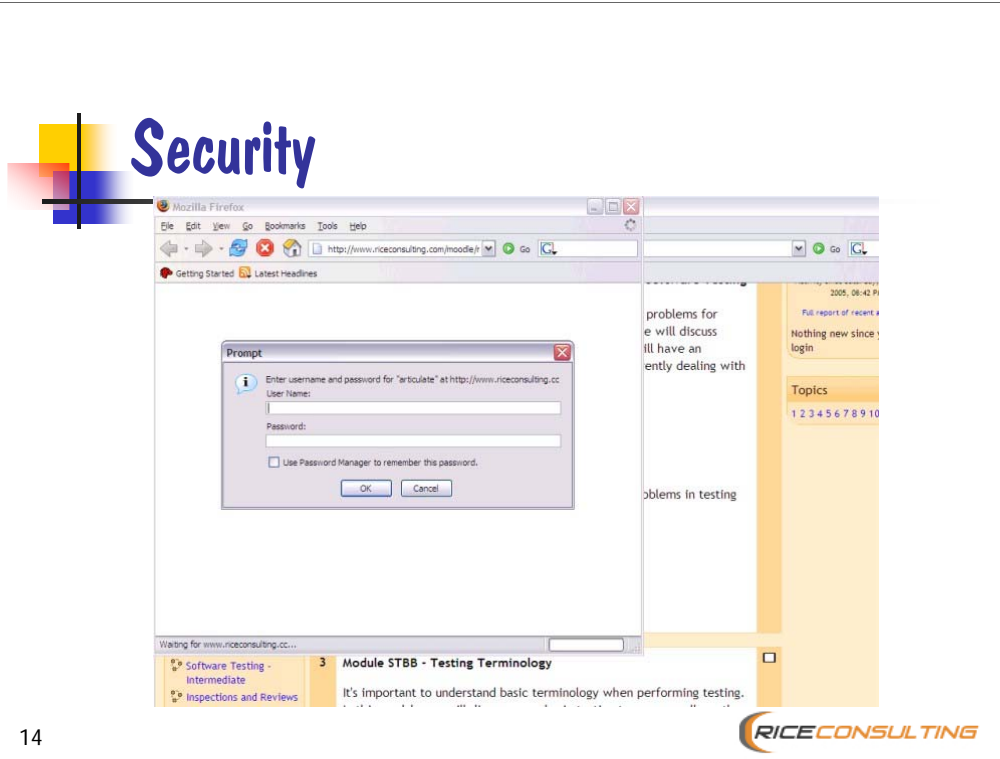 Security
Mozilla Firefox
File Edit View Go Bookmarks Tools Help
http://www.riceconsulting.com/moodle/r Go G
Go G
Getting Started Latest Headlines
2005, 08:42 P
Full report of recent a
Nothing new since
login
problems for
e will discuss
ill have an
ently dealing with
Prompt
Enter username and password for "articulate" at http://www.riceconsulting.cc
User Name:
Password:
Use Password Manager to remember this password.
OK Cancel
Topics
1 2 3 4 5 6 7 8 9 10
oblems in testing
Waiting for www.riceconsulting.cc...
Software Testing -
Intermediate
Inspections and Reviews
3 Module STBB - Testing Terminology
It's important to understand basic terminology when performing testing.
14
RICECONSULTING